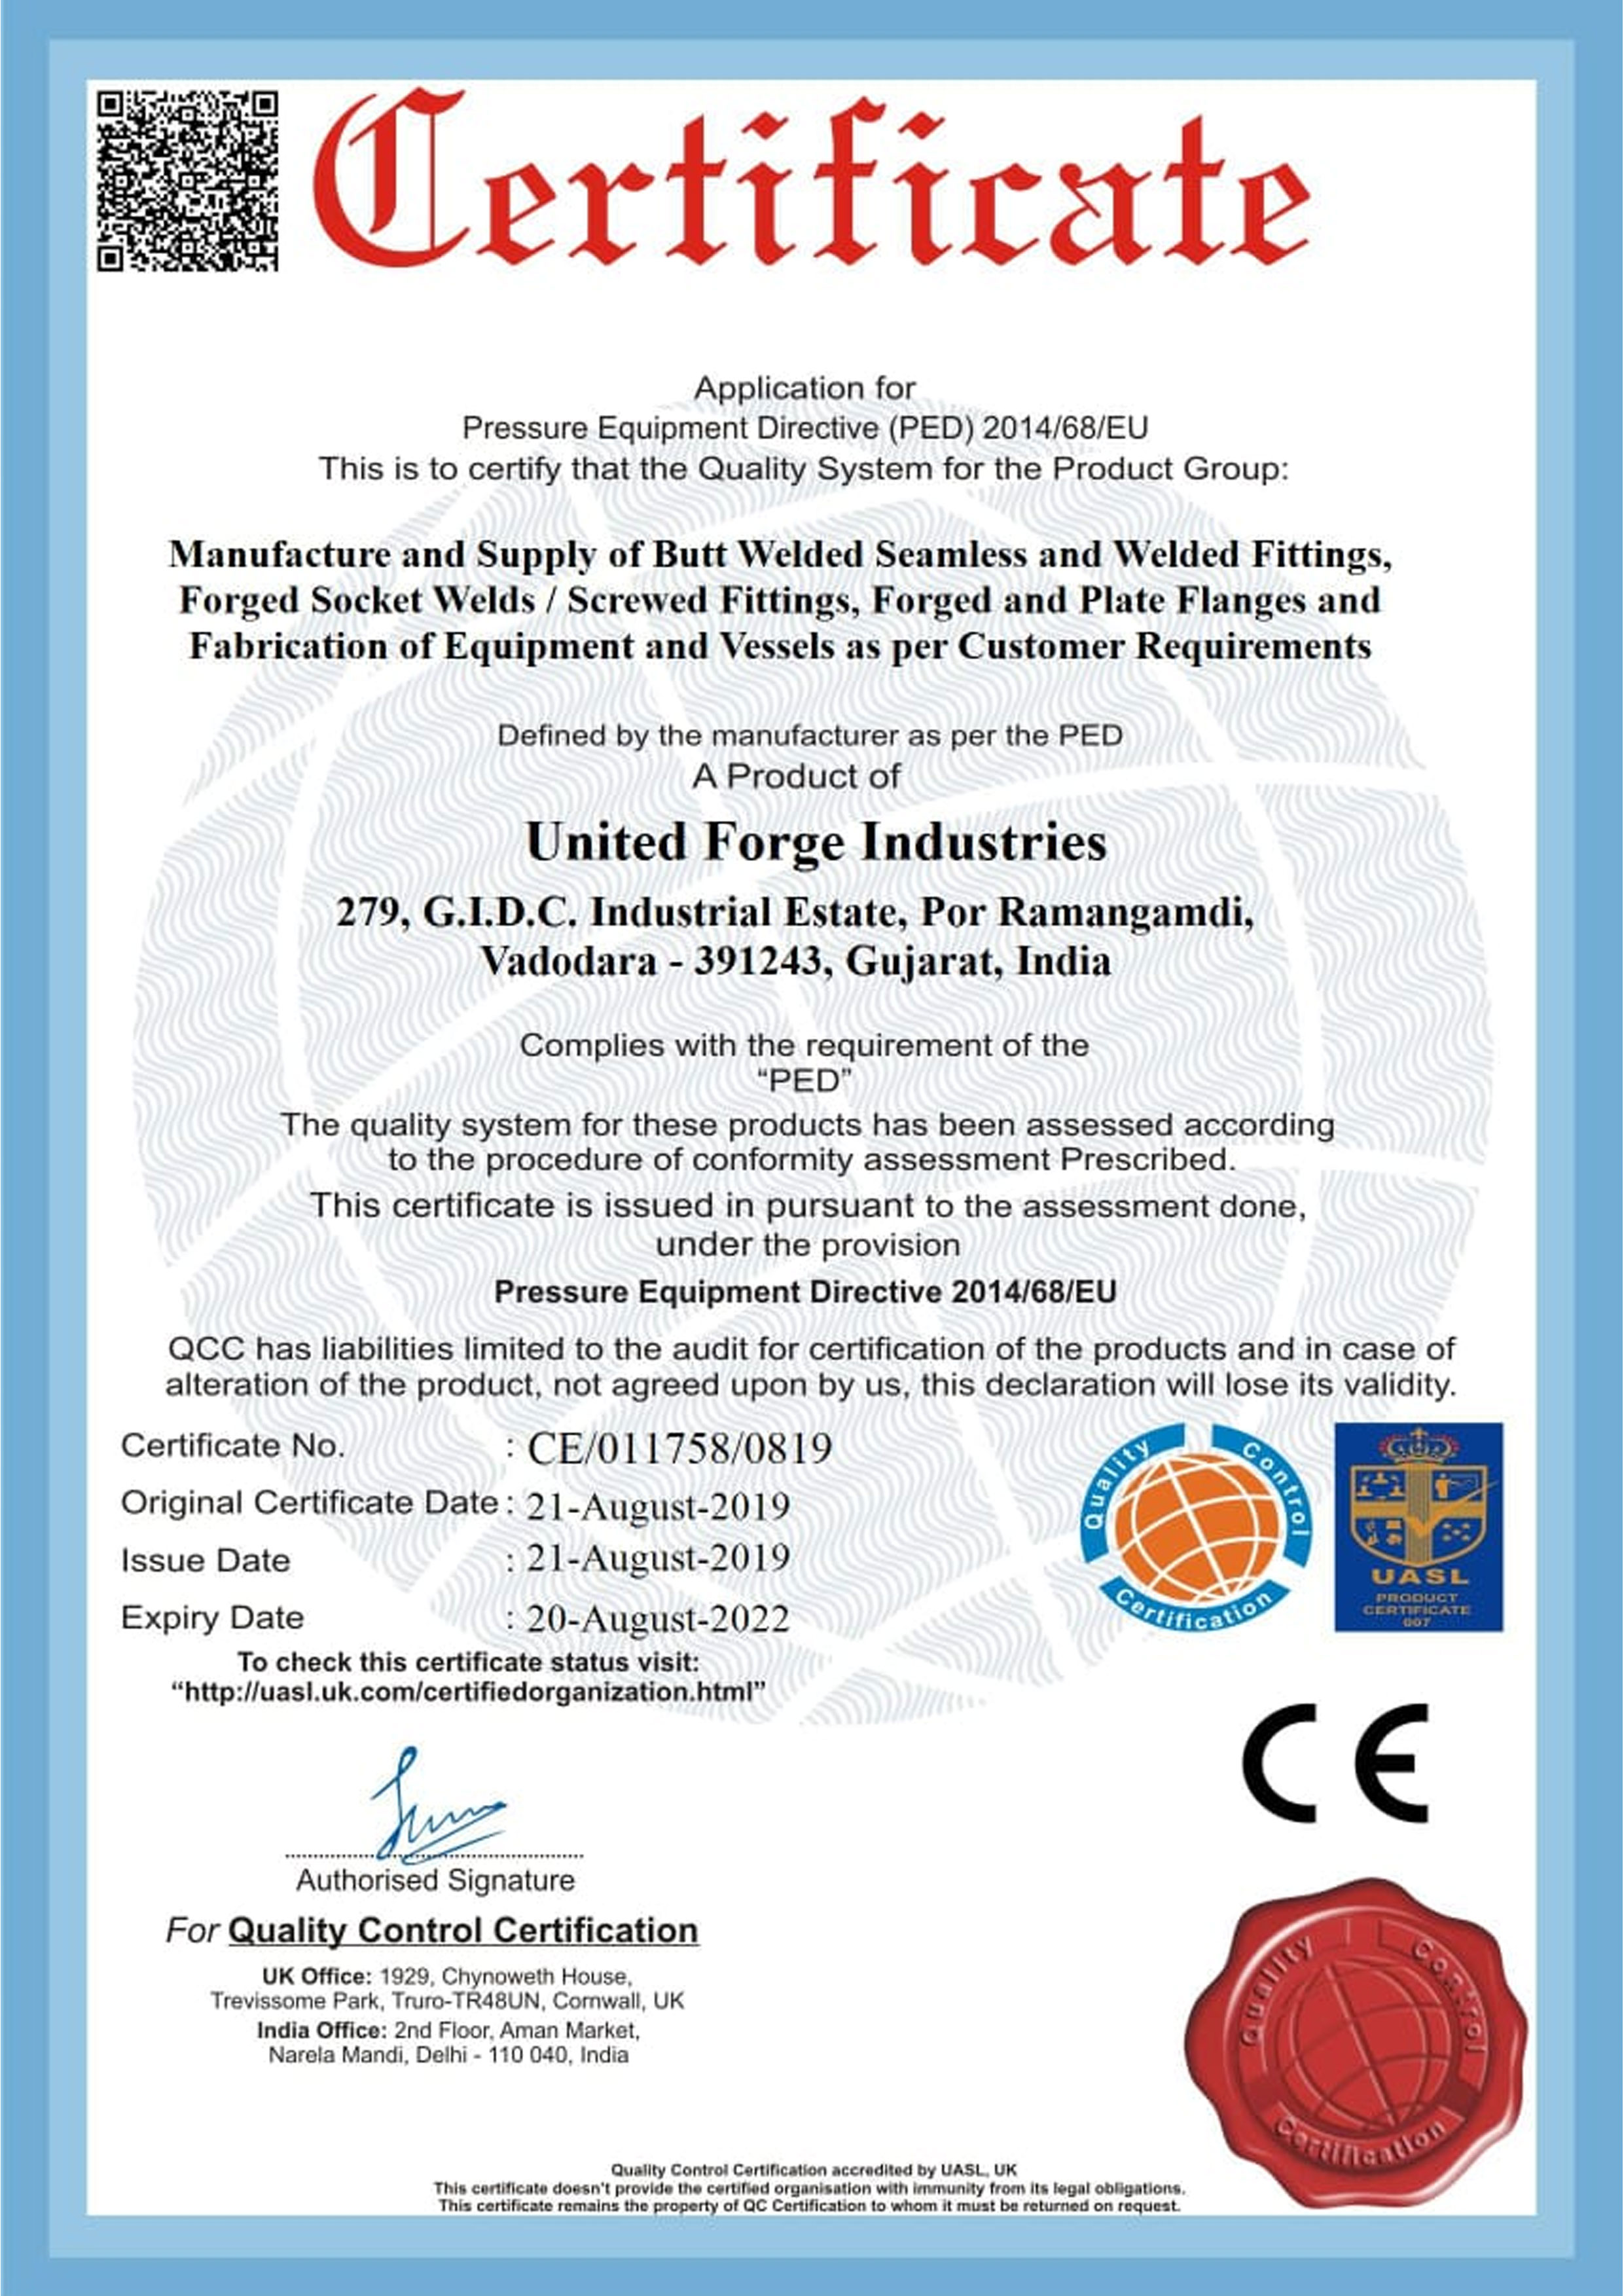 Certificate
Application for
Pressure Equipment Directive (PED) 2014/68/EU
This is to certify that the Quality System for the Product Group:
Manufacture and Supply of Butt Welded Seamless and Welded Fittings,
Forged Socket Welds / Screwed Fittings, Forged and Plate Flanges and
Fabrication of Equipment and Vessels as per Customer Requirements
Defined by the manufacturer as per the PED
A Product of
United Forge Industries
279, G.I.D.C. Industrial Estate, Por Ramangamdi,
Vadodara - 391243, Gujarat, India
Complies with the requirement of the
“PED”
The quality system for these products has been assessed according
to the procedure of conformity assessment Prescribed.
This certificate is issued in pursuant to the assessment done,
under the provision
Pressure Equipment Directive 2014/68/EU
QCC has liabilities limited to the audit for certification of the products and in case of
alteration of the product, not agreed upon by us, this declaration will lose its validity.
Certificate No. : CE/011758/0819
Original Certificate Date : 21-August-2019
Issue Date : 21-August-2019
Expiry Date : 20-August-2022
To check this certificate status visit:
“http://uasl.uk.com/certifiedorganization.html”
Quality Control Certification
UASL
PRODUCT
CERTIFICATE
007
CE
Authorised Signature
For Quality Control Certification
UK Office: 1929, Chynoweth House,
Trevissome Park, Truro-TR48UN, Cornwall, UK
India Office: 2nd Floor, Aman Market,
Narela Mandi, Delhi - 110 040, India
Quality Control Certification
Quality Control Certification accredited by UASL, UK
This certificate doesn't provide the certified organisation with immunity from its legal obligations.
This certificate remains the property of QC Certification to whom it must be returned on request.